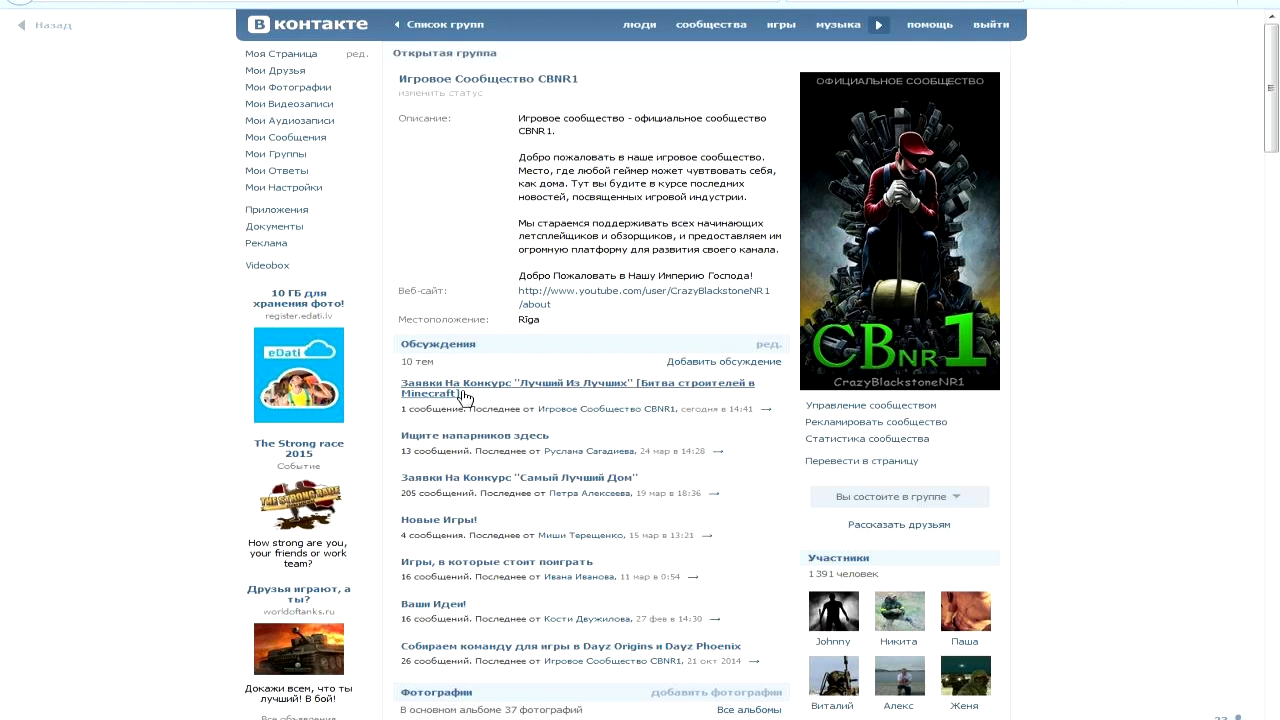 Назад
В контакте
Список групп
люди сообщества игры музыка помощь выйти
Моя Страница ред.
Мои Друзья
Мои Фотографии
Мои Видеозаписи
Мои Аудиозаписи
Мои Сообщения
Мои Группы
Мои Ответы
Мои Настройки
Приложения
Документы
Реклама
Videobox
10 ГБ для
хранения фото!
register.edati.lv
eDati
The Strong race
2015
Событие
THE STRONG RACE
How strong are you,
your friends or work
team?
Друзья играют, а
ты?
worldoftanks.ru
Докажи всем, что ты
лучший! В бой!
Все объявления
Открытая группа
Игровое Сообщество CBNR1
изменить статус
Описание:
Игровое сообщество - официальное сообщество
CBNR1.
Добро пожаловать в наше игровое сообщество.
Место, где любой геймер может чувтвовать себя,
как дома. Тут вы будите в курсе последних
новостей, посвященных игровой индустрии.
Мы стараемся поддерживать всех начинающих
летсплейщиков и обзорщиков, и предоставляем им
огромную платформу для развития своего канала.
Добро Пожаловать в Нашу Империю Господа!
Веб-сайт: http://www.youtube.com/user/CrazyBlackstoneNR1
/about
Местоположение: Rīga
Обсуждения ред.
10 тем Добавить обсуждение
Заявки На Конкурс "Лучший Из Лучших" [Битва строителей в
Minecraft]
1 сообщение. Последнее от Игровое Сообщество CBNR1, сегодня в 14:41 →
Ищите напарников здесь
13 сообщений. Последнее от Руслана Сагадиева, 24 мар в 14:28 →
Заявки На Конкурс "Самый Лучший Дом"
205 сообщений. Последнее от Петра Алексеева, 19 мар в 18:36 →
Новые Игры!
4 сообщения. Последнее от Миши Терещенко, 15 мар в 13:21 →
Игры, в которые стоит поиграть
16 сообщений. Последнее от Ивана Иванова, 11 мар в 0:54 →
Ваши Идеи!
16 сообщений. Последнее от Кости Двужилова, 27 фев в 14:30 →
Собираем команду для игры в Dayz Origins и Dayz Phoenix
26 сообщений. Последнее от Игровое Сообщество CBNR1, 21 окт 2014 →
Фотографии добавить фотографии
В основном альбоме 37 фотографий Все альбомы
ОФИЦИАЛЬНОЕ СООБЩЕСТВО
CBNR1
CrazyBlackstoneNR1
Управление сообществом
Рекламировать сообщество
Статистика сообщества
Перевести в страницу
Вы состоите в группе
Рассказать друзьям
Участники
1 391 человек
Johnny Никита Паша
Виталий Алекс Женя
23